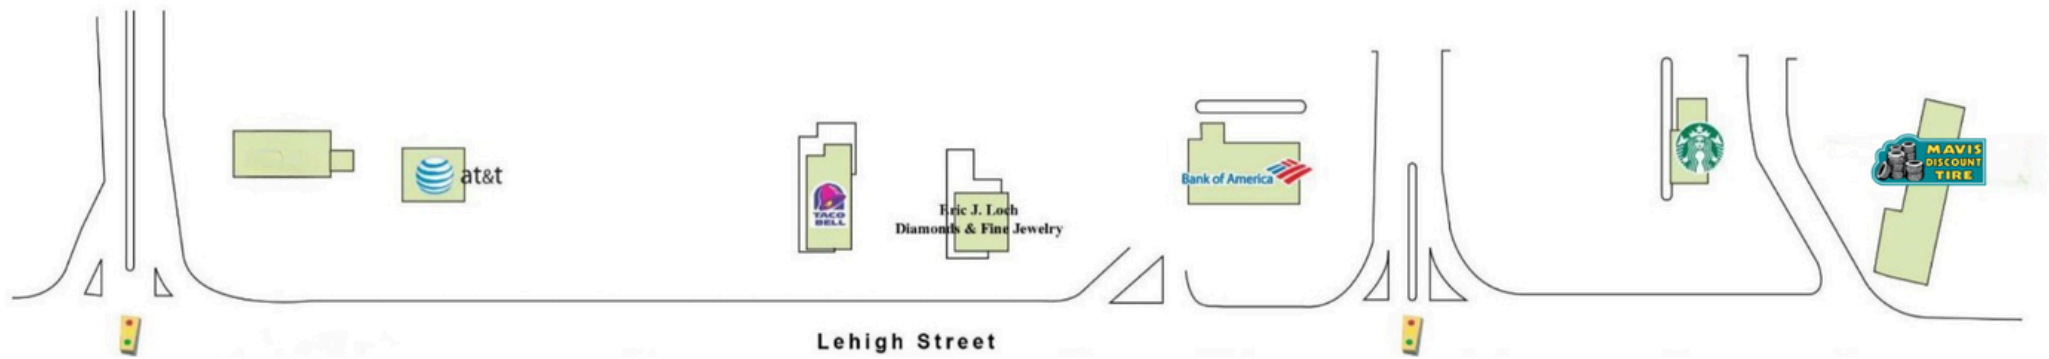 at&t
TACO
BELL
Eric J. Loch
Diamonds & Fine Jewelry
Bank of America
MAVIS
DISCOUNT
TIRE
Lehigh Street